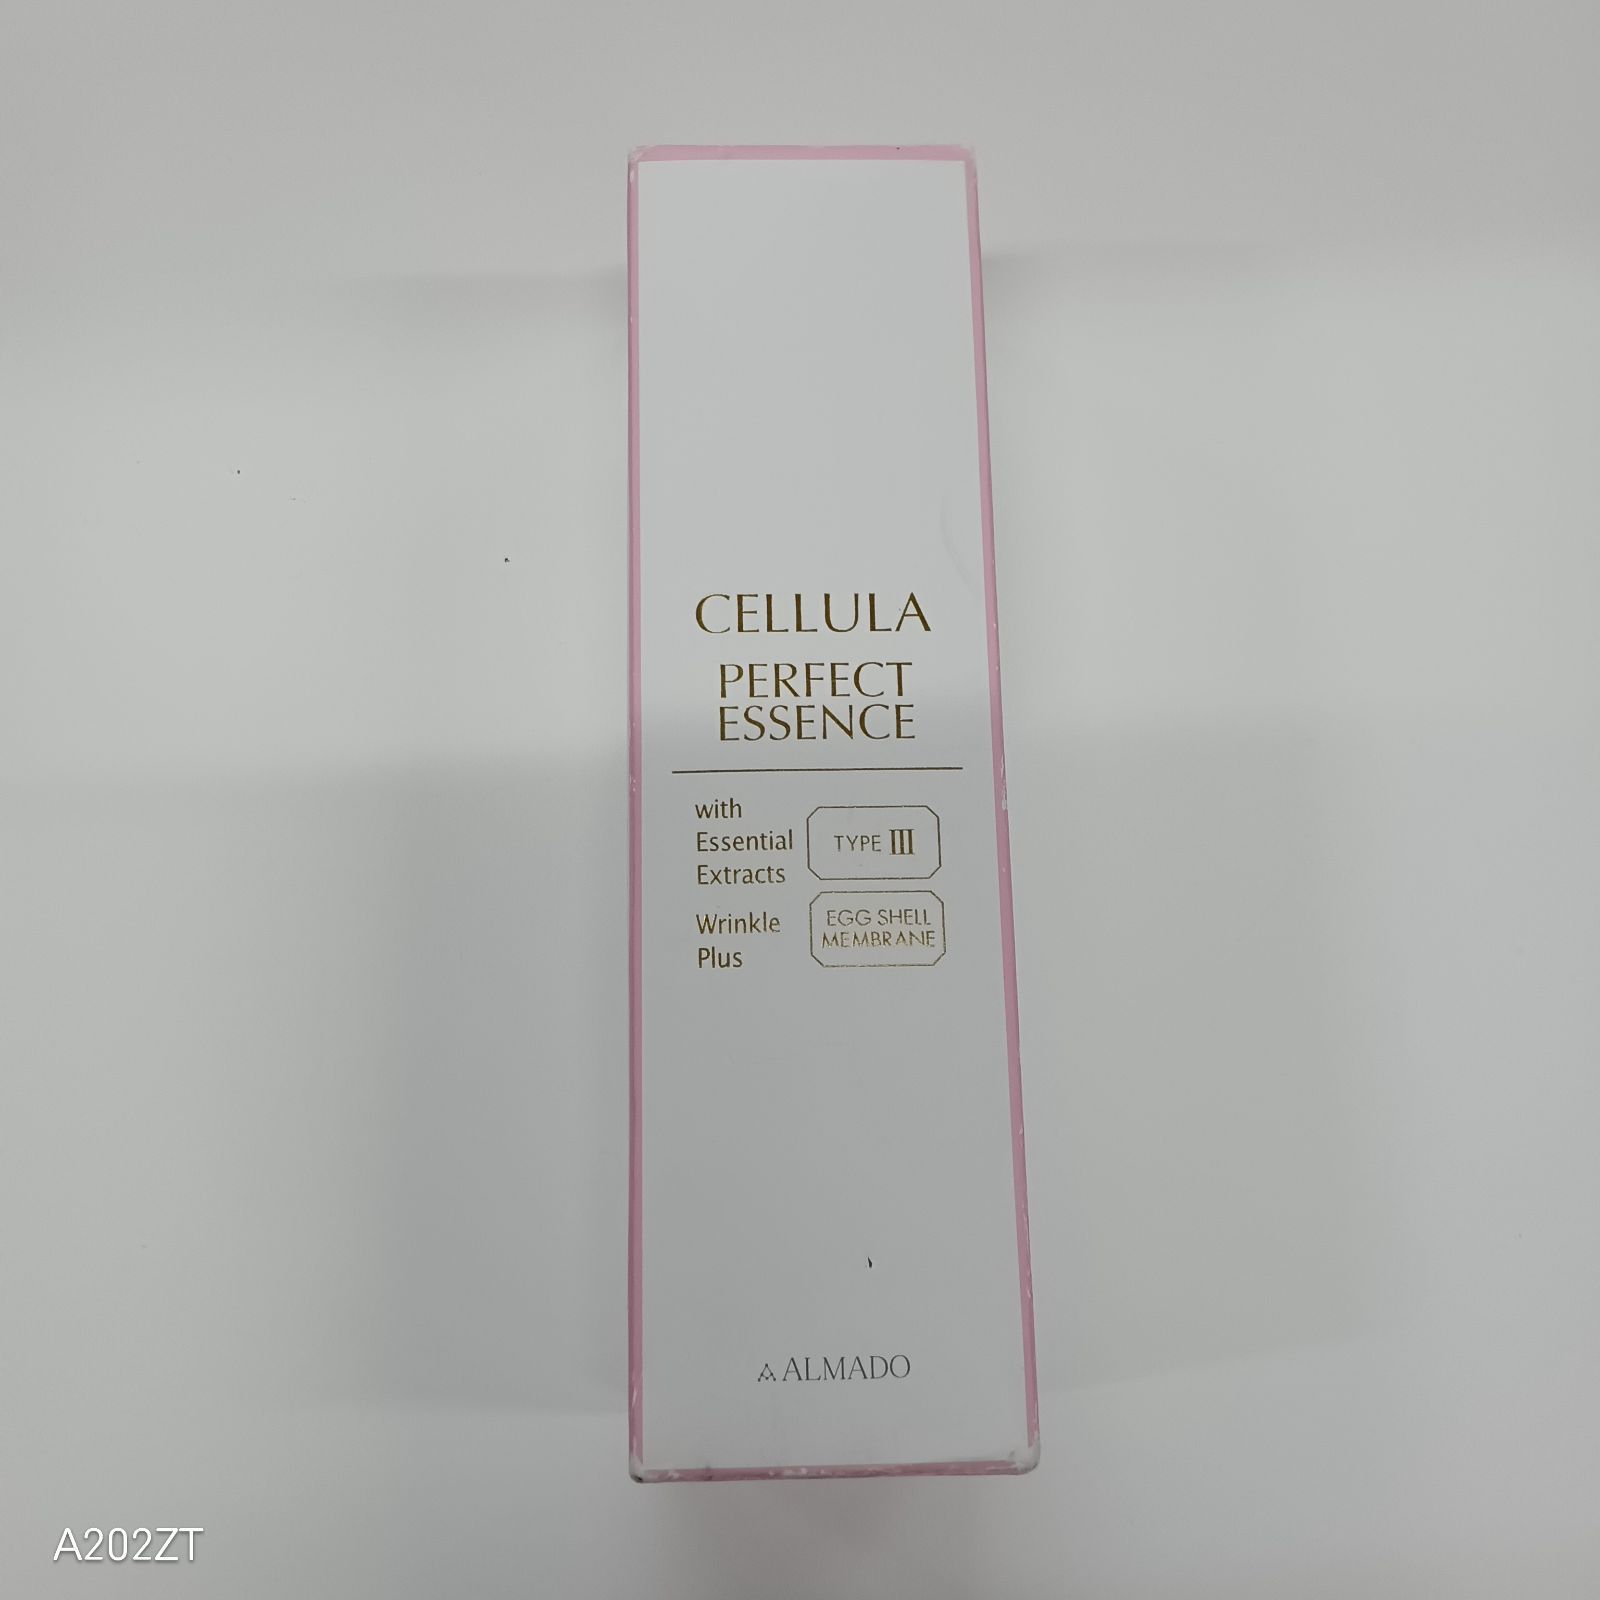 CELLULA
PERFECT
ESSENCE
with
Essential
Extracts
TYPE III
Wrinkle
Plus
EGG SHELL
MEMBRANE
ALMADO
A202ZT